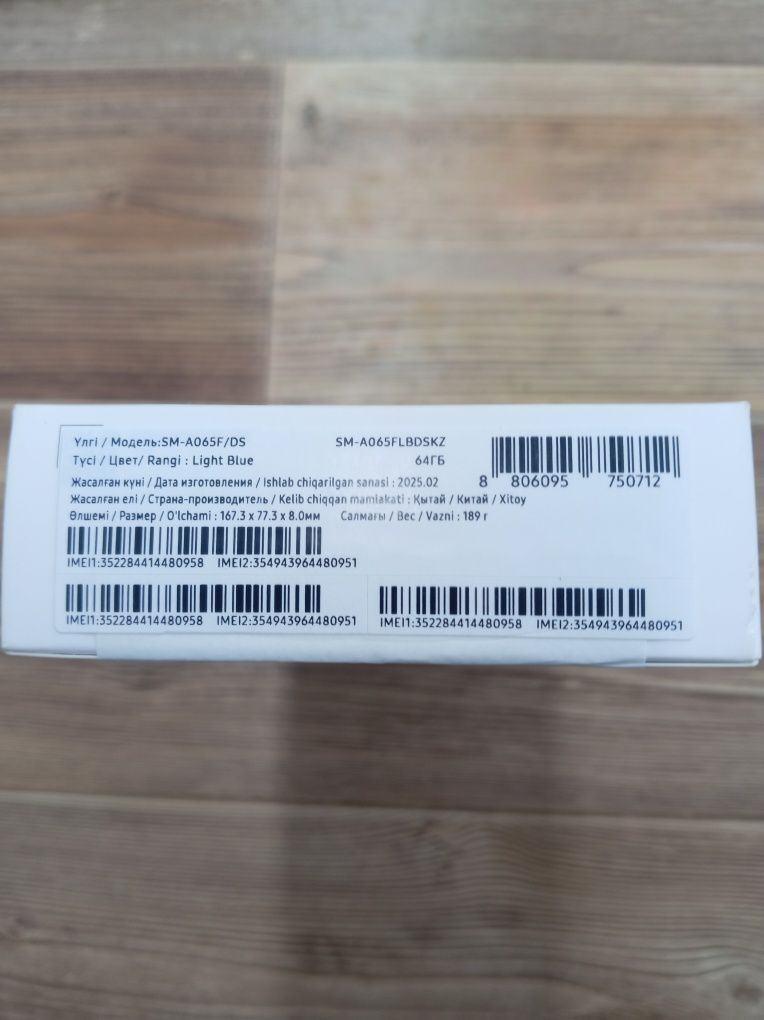 Үлгі / Модель:SM-A065F/DS SM-A065FLBDSKZ
Түсі / Цвет/ Rangi : Light Blue 64ГБ
8 806095 750712
Жасалған күні / Дата изготовления / Ishlab chiqarilgan sanasi : 2025.02
Жасалған елі / Страна-производитель / Kelib chiqqan mamlakati : Қытай / Китай / Xitoy
Өлшемі / Размер / O'lchami : 167.3 x 77.3 x 8.0мм Салмағы / Вес / Vazni : 189 г
IMEI1:352284414480958 IMEI2:354943964480951
IMEI1:352284414480958 IMEI2:354943964480951
IMEI1:352284414480958 IMEI2:354943964480951